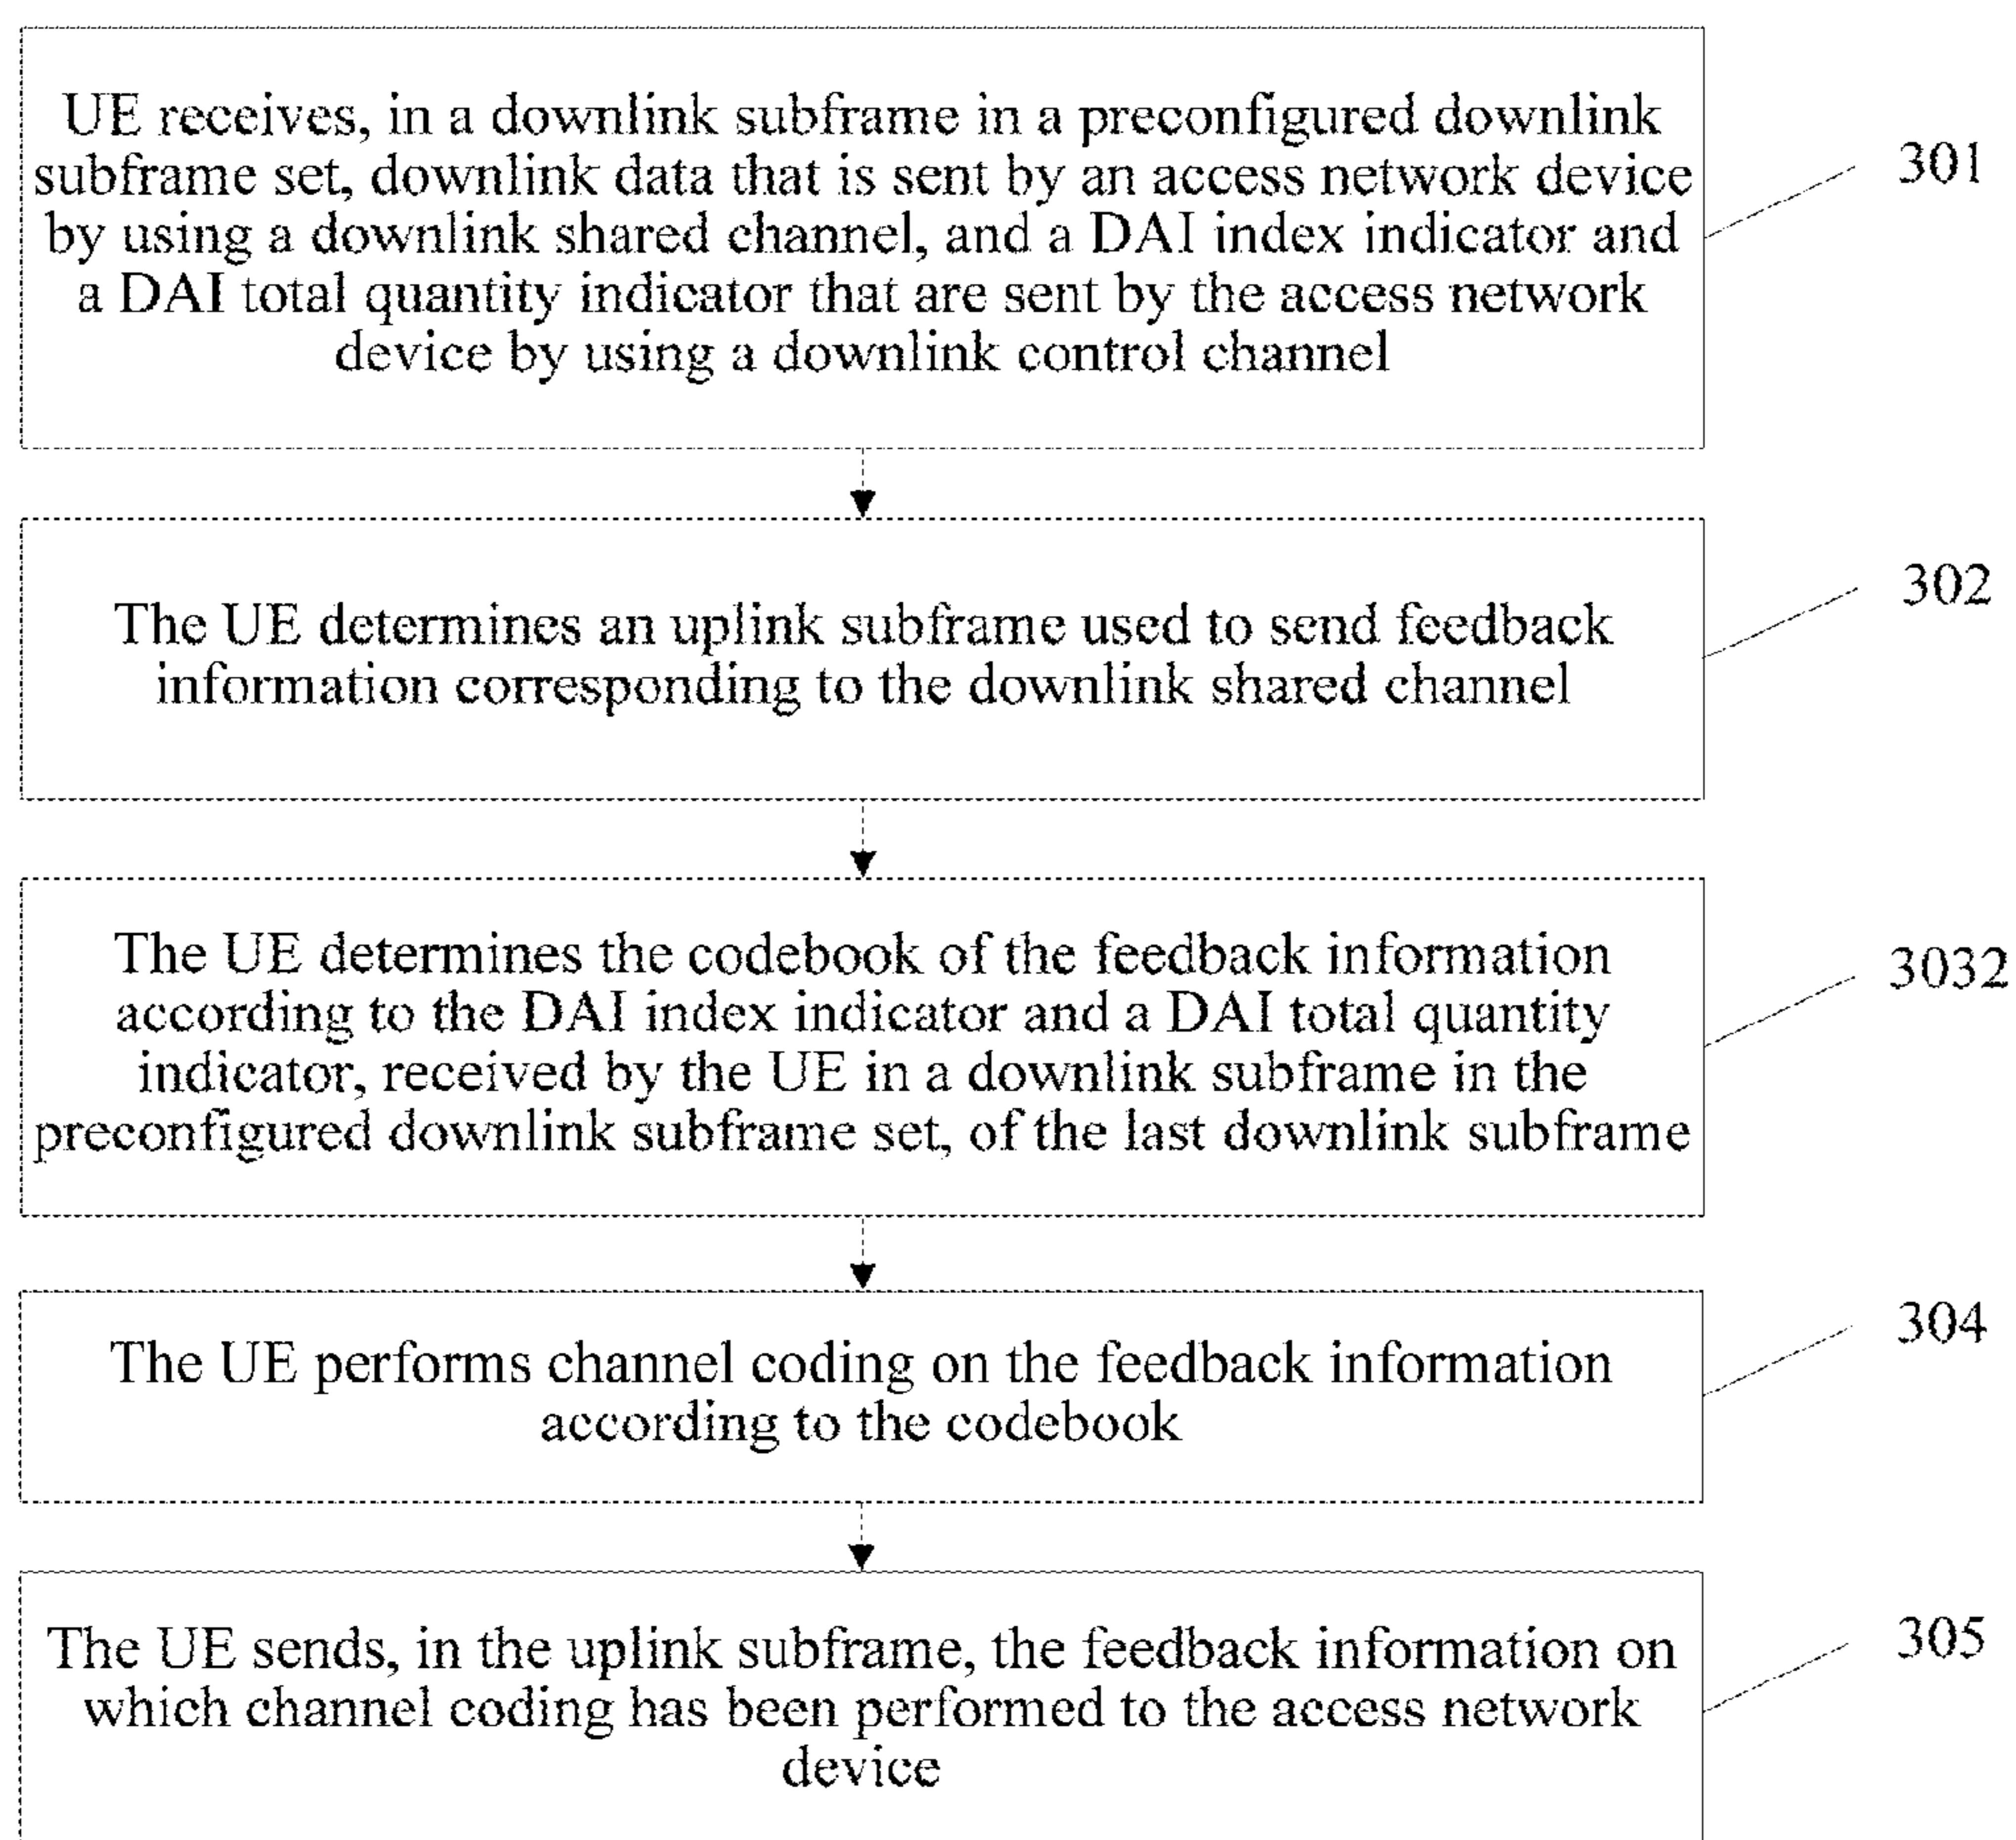 UE receives, in a downlink subframe in a preconfigured downlink
subframe set, downlink data that is sent by an access network device
by using a downlink shared channel, and a DAI index indicator and
a DAI total quantity indicator that are sent by the access network
device by using a downlink control channel
301
The UE determines an uplink subframe used to send feedback
information corresponding to the downlink shared channel
302
The UE determines the codebook of the feedback information
according to the DAI index indicator and a DAI total quantity
indicator, received by the UE in a downlink subframe in the
preconfigured downlink subframe set, of the last downlink subframe
3032
The UE performs channel coding on the feedback information
according to the codebook
304
The UE sends, in the uplink subframe, the feedback information on
which channel coding has been performed to the access network
device
305